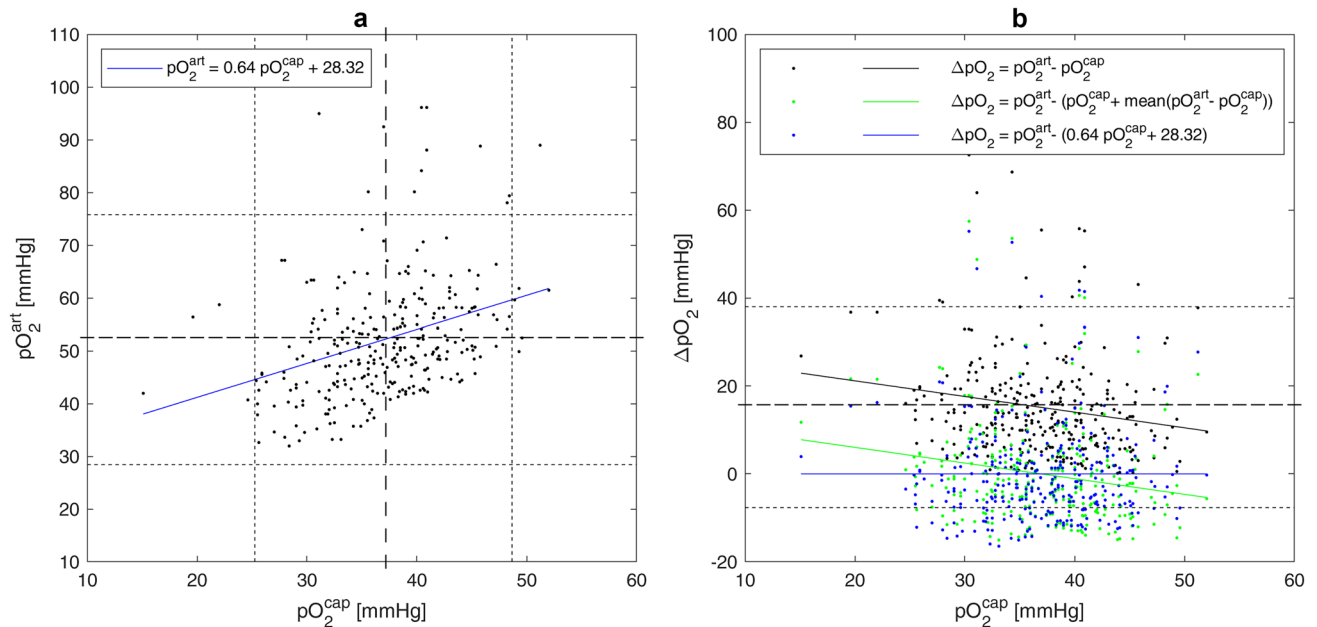 a
pO₂ᵃʳᵗ = 0.64 pO₂ᶜᵃᵖ + 28.32
110
100
90
80
70
60
50
40
30
20
10
pO₂ᵃʳᵗ [mmHg]
10 20 30 40 50 60
pO₂ᶜᵃᵖ [mmHg]
b
ΔpO₂ = pO₂ᵃʳᵗ- pO₂ᶜᵃᵖ
ΔpO₂ = pO₂ᵃʳᵗ- (pO₂ᶜᵃᵖ+ mean(pO₂ᵃʳᵗ- pO₂ᶜᵃᵖ))
ΔpO₂ = pO₂ᵃʳᵗ- (0.64 pO₂ᶜᵃᵖ+ 28.32)
100
80
60
40
20
0
-20
ΔpO₂ [mmHg]
10 20 30 40 50 60
pO₂ᶜᵃᵖ [mmHg]